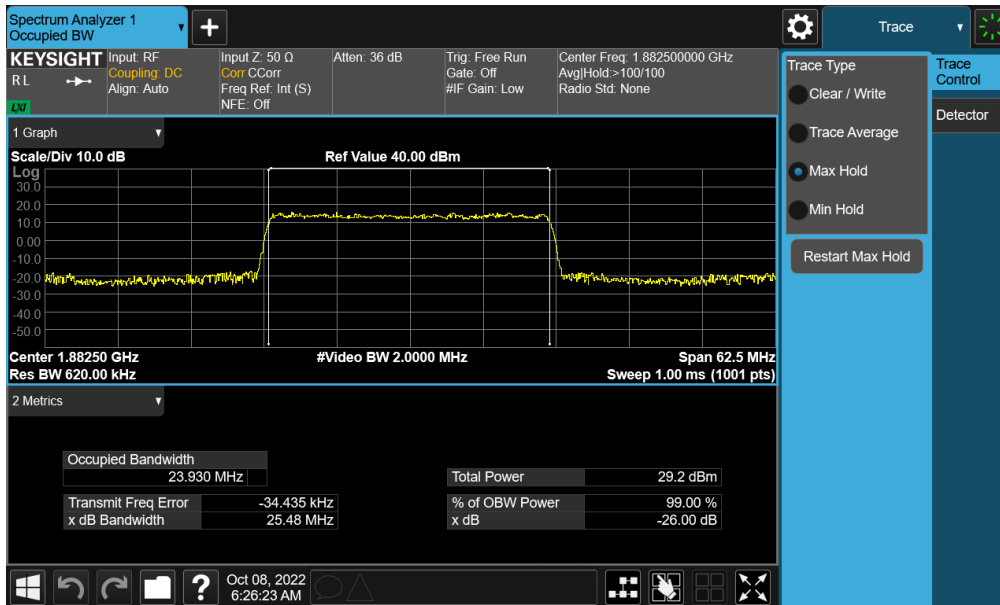 Spectrum Analyzer 1
Occupied BW
+
Trace
KEYSIGHT
R L
LXI
Input: RF
Coupling: DC
Align: Auto
Input Z: 50 Ω
Corr CCorr
Freq Ref: Int (S)
NFE: Off
Atten: 36 dB
Trig: Free Run
Gate: Off
#IF Gain: Low
Center Freq: 1.882500000 GHz
Avg|Hold:>100/100
Radio Std: None
Trace Type
Clear / Write
Trace Average
Max Hold
Min Hold
Restart Max Hold
Trace
Control
Detector
1 Graph
Scale/Div 10.0 dB
Ref Value 40.00 dBm
Log
30.0
20.0
10.0
0.00
-10.0
-20.0
-30.0
-40.0
-50.0
Center 1.88250 GHz
#Video BW 2.0000 MHz
Span 62.5 MHz
Res BW 620.00 kHz
Sweep 1.00 ms (1001 pts)
2 Metrics
Occupied Bandwidth
23.930 MHz
Total Power 29.2 dBm
Transmit Freq Error -34.435 kHz
% of OBW Power 99.00 %
x dB Bandwidth 25.48 MHz
x dB -26.00 dB
?
Oct 08, 2022
6:26:23 AM